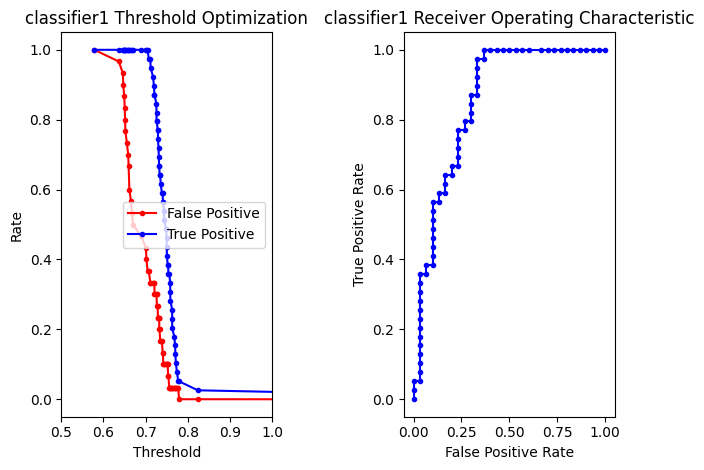 classifier1 Threshold Optimization
1.0
0.8
0.6
0.4
0.2
0.0
Rate
False Positive
True Positive
0.5 0.6 0.7 0.8 0.9 1.0
Threshold
classifier1 Receiver Operating Characteristic
1.0
0.8
0.6
0.4
0.2
0.0
True Positive Rate
0.00 0.25 0.50 0.75 1.00
False Positive Rate